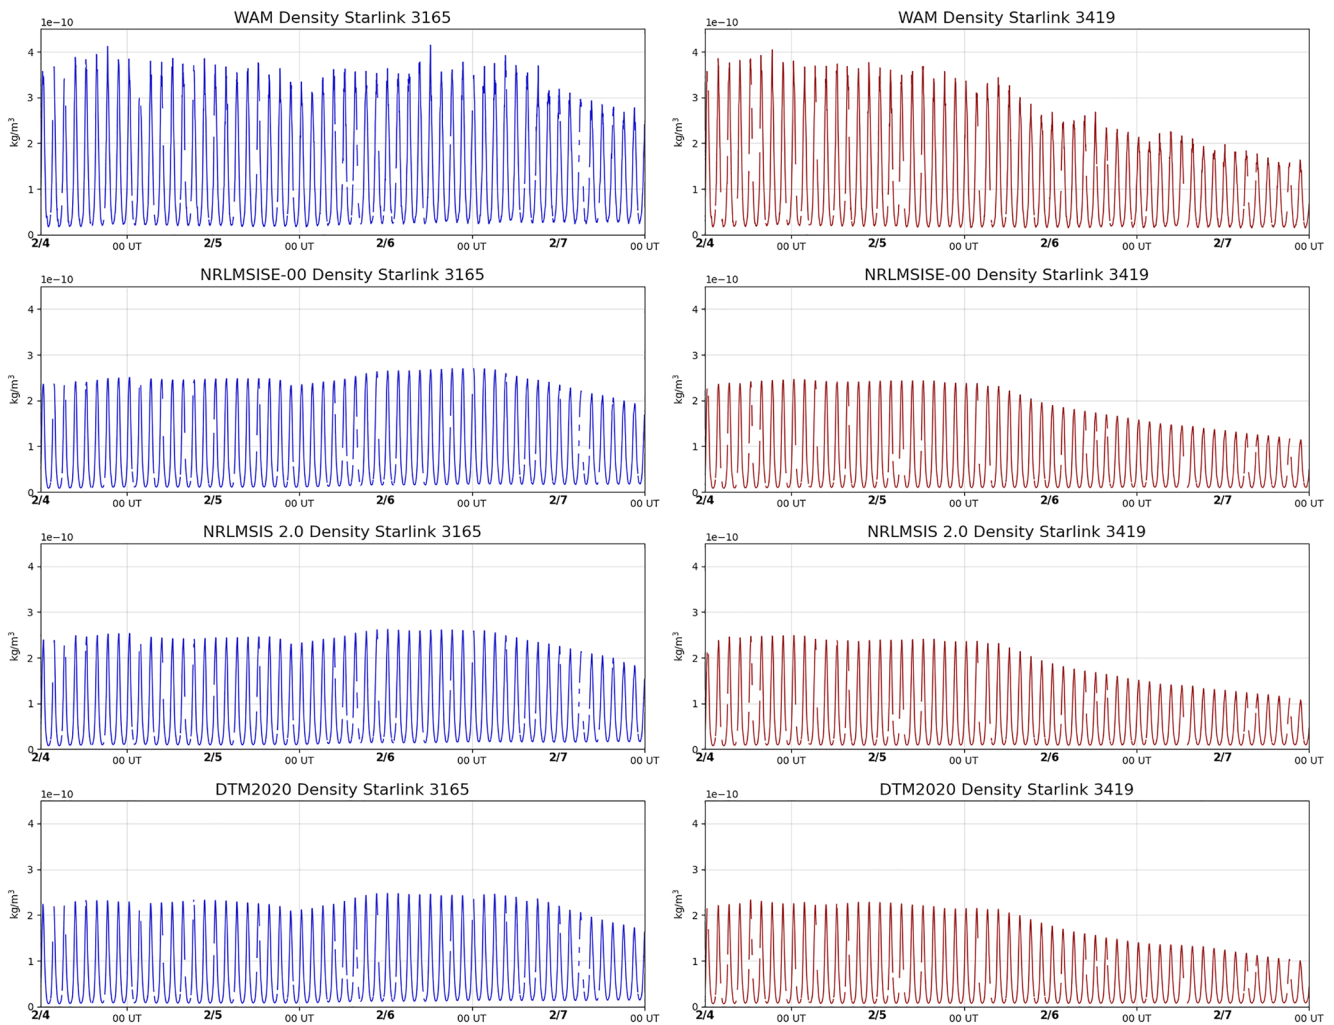 WAM Density Starlink 3165
1e−10
kg/m³
4
3
2
1
0
2/4 00 UT 2/5 00 UT 2/6 00 UT 2/7 00 UT
WAM Density Starlink 3419
1e−10
kg/m³
4
3
2
1
0
2/4 00 UT 2/5 00 UT 2/6 00 UT 2/7 00 UT
NRLMSISE-00 Density Starlink 3165
1e−10
kg/m³
4
3
2
1
0
2/4 00 UT 2/5 00 UT 2/6 00 UT 2/7 00 UT
NRLMSISE-00 Density Starlink 3419
1e−10
kg/m³
4
3
2
1
0
2/4 00 UT 2/5 00 UT 2/6 00 UT 2/7 00 UT
NRLMSIS 2.0 Density Starlink 3165
1e−10
kg/m³
4
3
2
1
0
2/4 00 UT 2/5 00 UT 2/6 00 UT 2/7 00 UT
NRLMSIS 2.0 Density Starlink 3419
1e−10
kg/m³
4
3
2
1
0
2/4 00 UT 2/5 00 UT 2/6 00 UT 2/7 00 UT
DTM2020 Density Starlink 3165
1e−10
kg/m³
4
3
2
1
0
2/4 00 UT 2/5 00 UT 2/6 00 UT 2/7 00 UT
DTM2020 Density Starlink 3419
1e−10
kg/m³
4
3
2
1
0
2/4 00 UT 2/5 00 UT 2/6 00 UT 2/7 00 UT